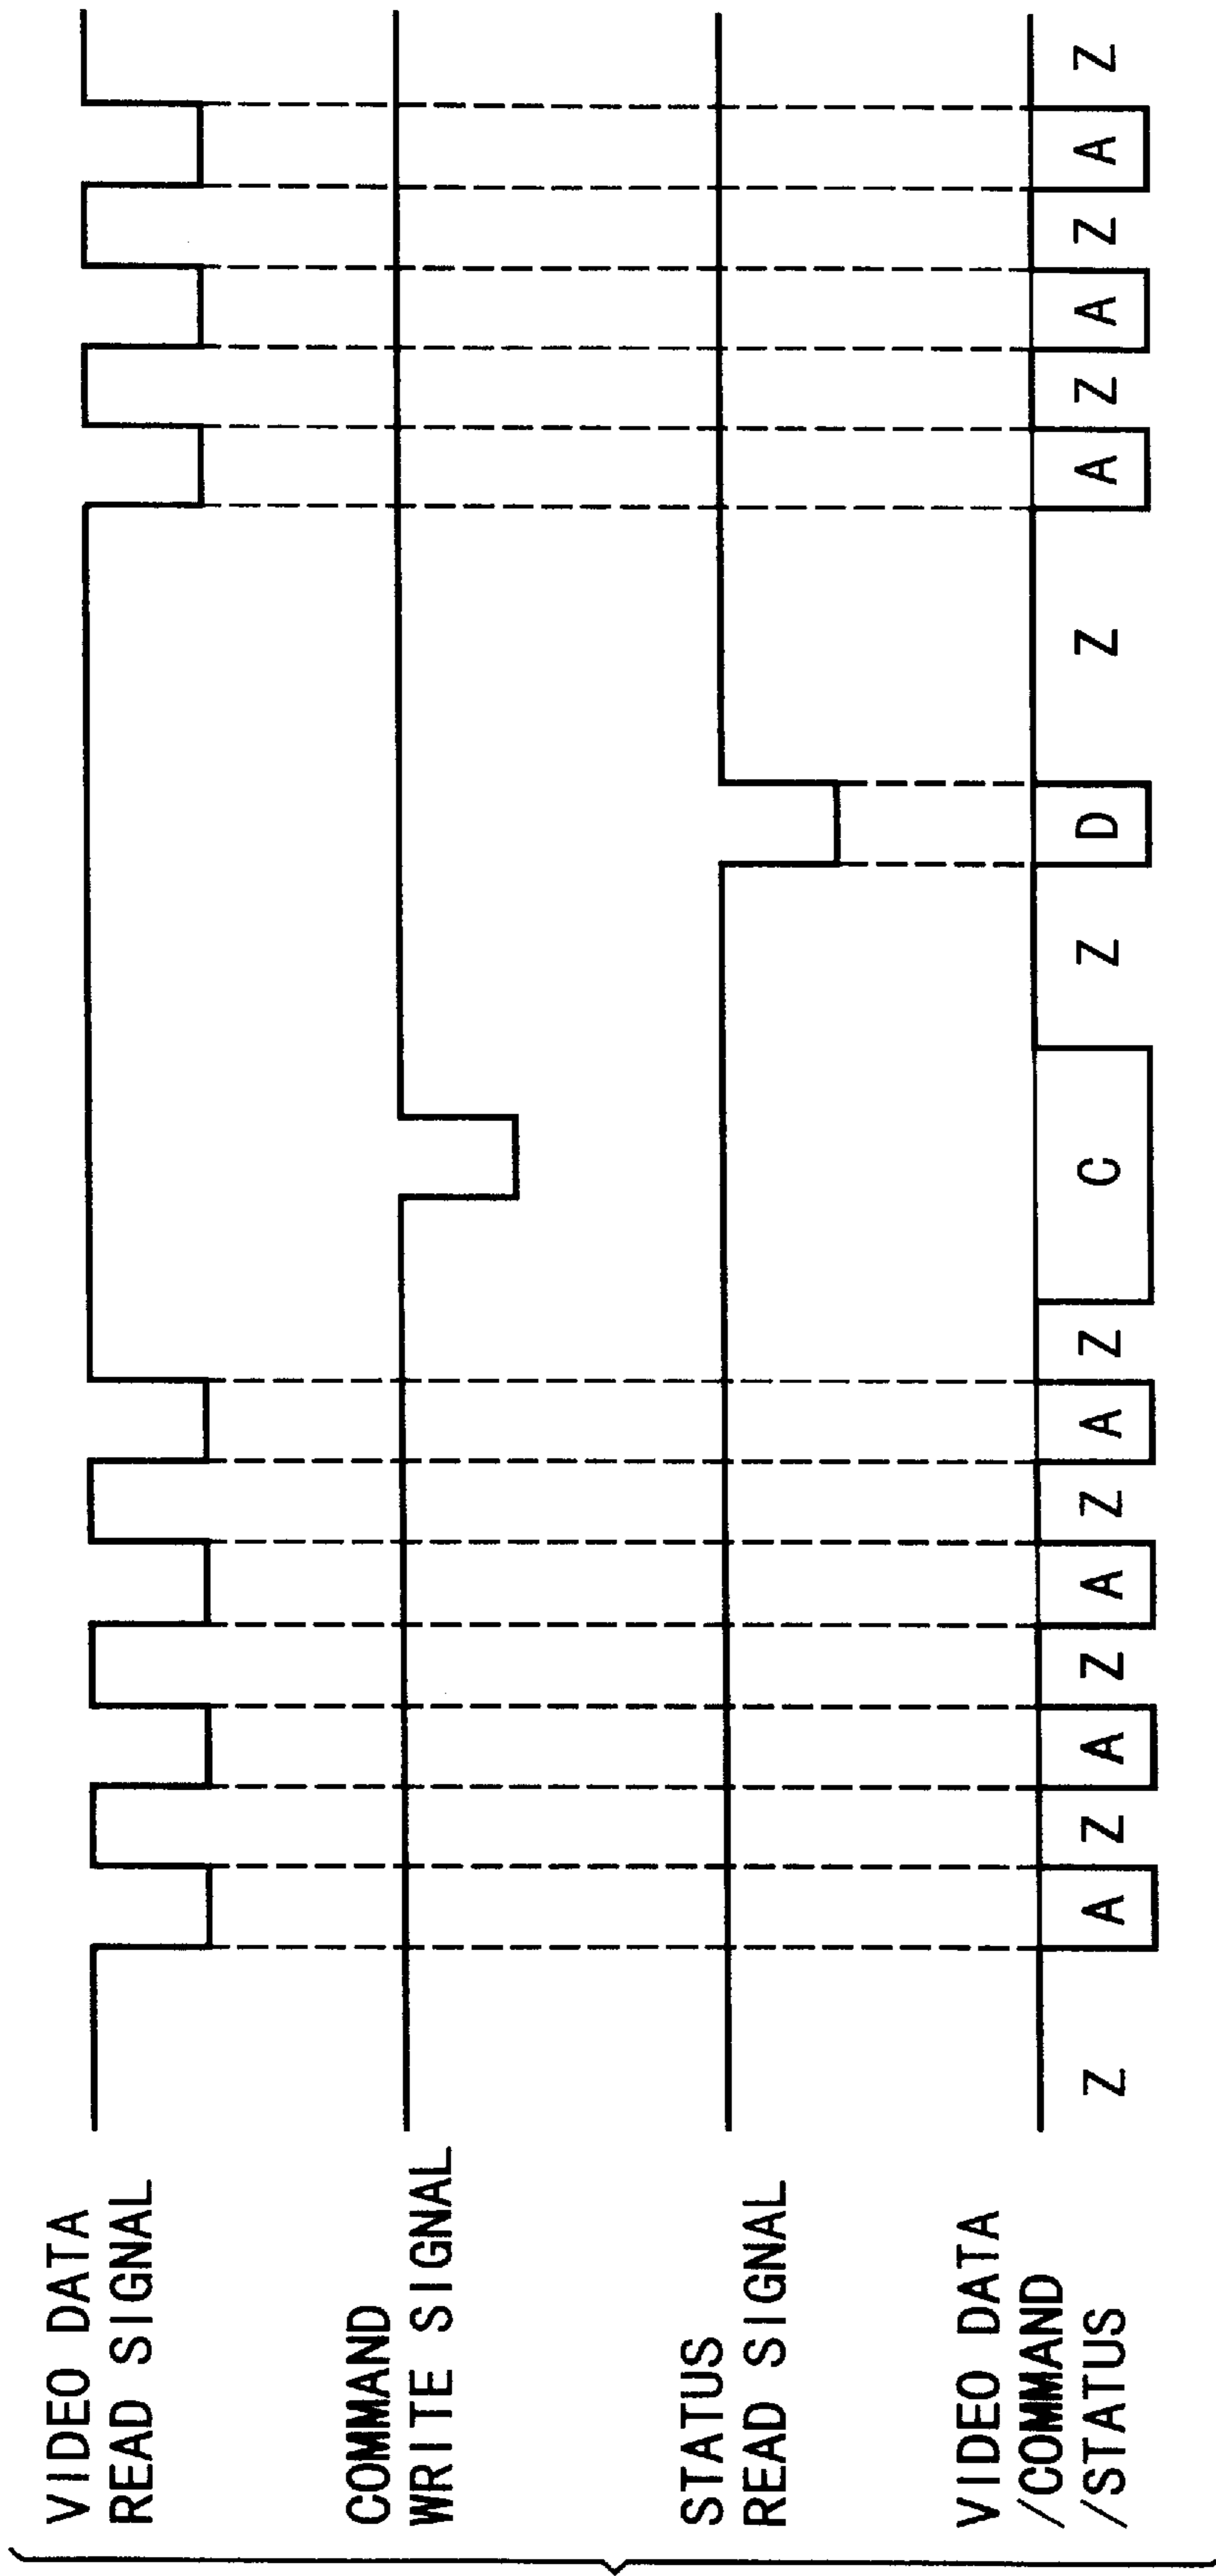 VIDEO DATA
READ SIGNAL
COMMAND
WRITE SIGNAL
STATUS
READ SIGNAL
VIDEO DATA
/COMMAND
/STATUS
Z A Z A Z A Z A Z C Z D Z A Z A Z A Z